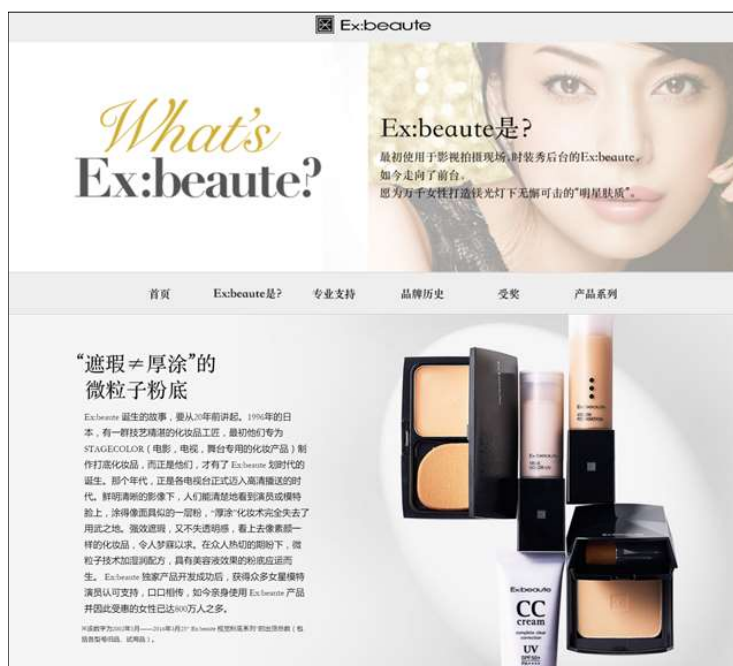 Ex:beaute
What's
Ex:beaute?
Ex:beaute是?
最初使用于影视拍摄现场,时装秀后台的Ex:beaute。
如今走向了前台。
愿为万千女性打造镁光灯下无懈可击的“明星肤质”。
首页 Ex:beaute是? 专业支持 品牌历史 受奖 产品系列
“遮瑕≠厚涂”的
微粒子粉底
Ex:beaute 诞生的故事，要从20年前讲起。1996年的日
本，有一群技艺精湛的化妆品工匠，最初他们专为
STAGECOLOR（电影，电视，舞台专用的化妆产品）制
作打底化妆品，而正是他们，才有了 Ex:beaute 划时代的
诞生。那个年代，正是各电视台正式迈入高清播送的时
代。鲜明清晰的影像下，人们能清楚地看到演员或模特
脸上，涂得像面具似的一层粉，“厚涂”化妆术完全失去了
用武之地。强效遮瑕，又不失透明感，看上去像素颜一
样的化妆品，令人梦寐以求。在众人热切的期盼下，微
粒子技术加湿润配方，具有美容液效果的粉底应运而
生。 Ex:beaute 独家产品开发成功后，获得众多女星模特
演员认可支持，口口相传，如今亲身使用 Ex:beaute 产品
并因此受惠的女性已达600万人之多。
Ex:beaute
Ex:beaute
Ex:beaute
CC
cream
complete clear
correction
UV
SPF50+
PA++++